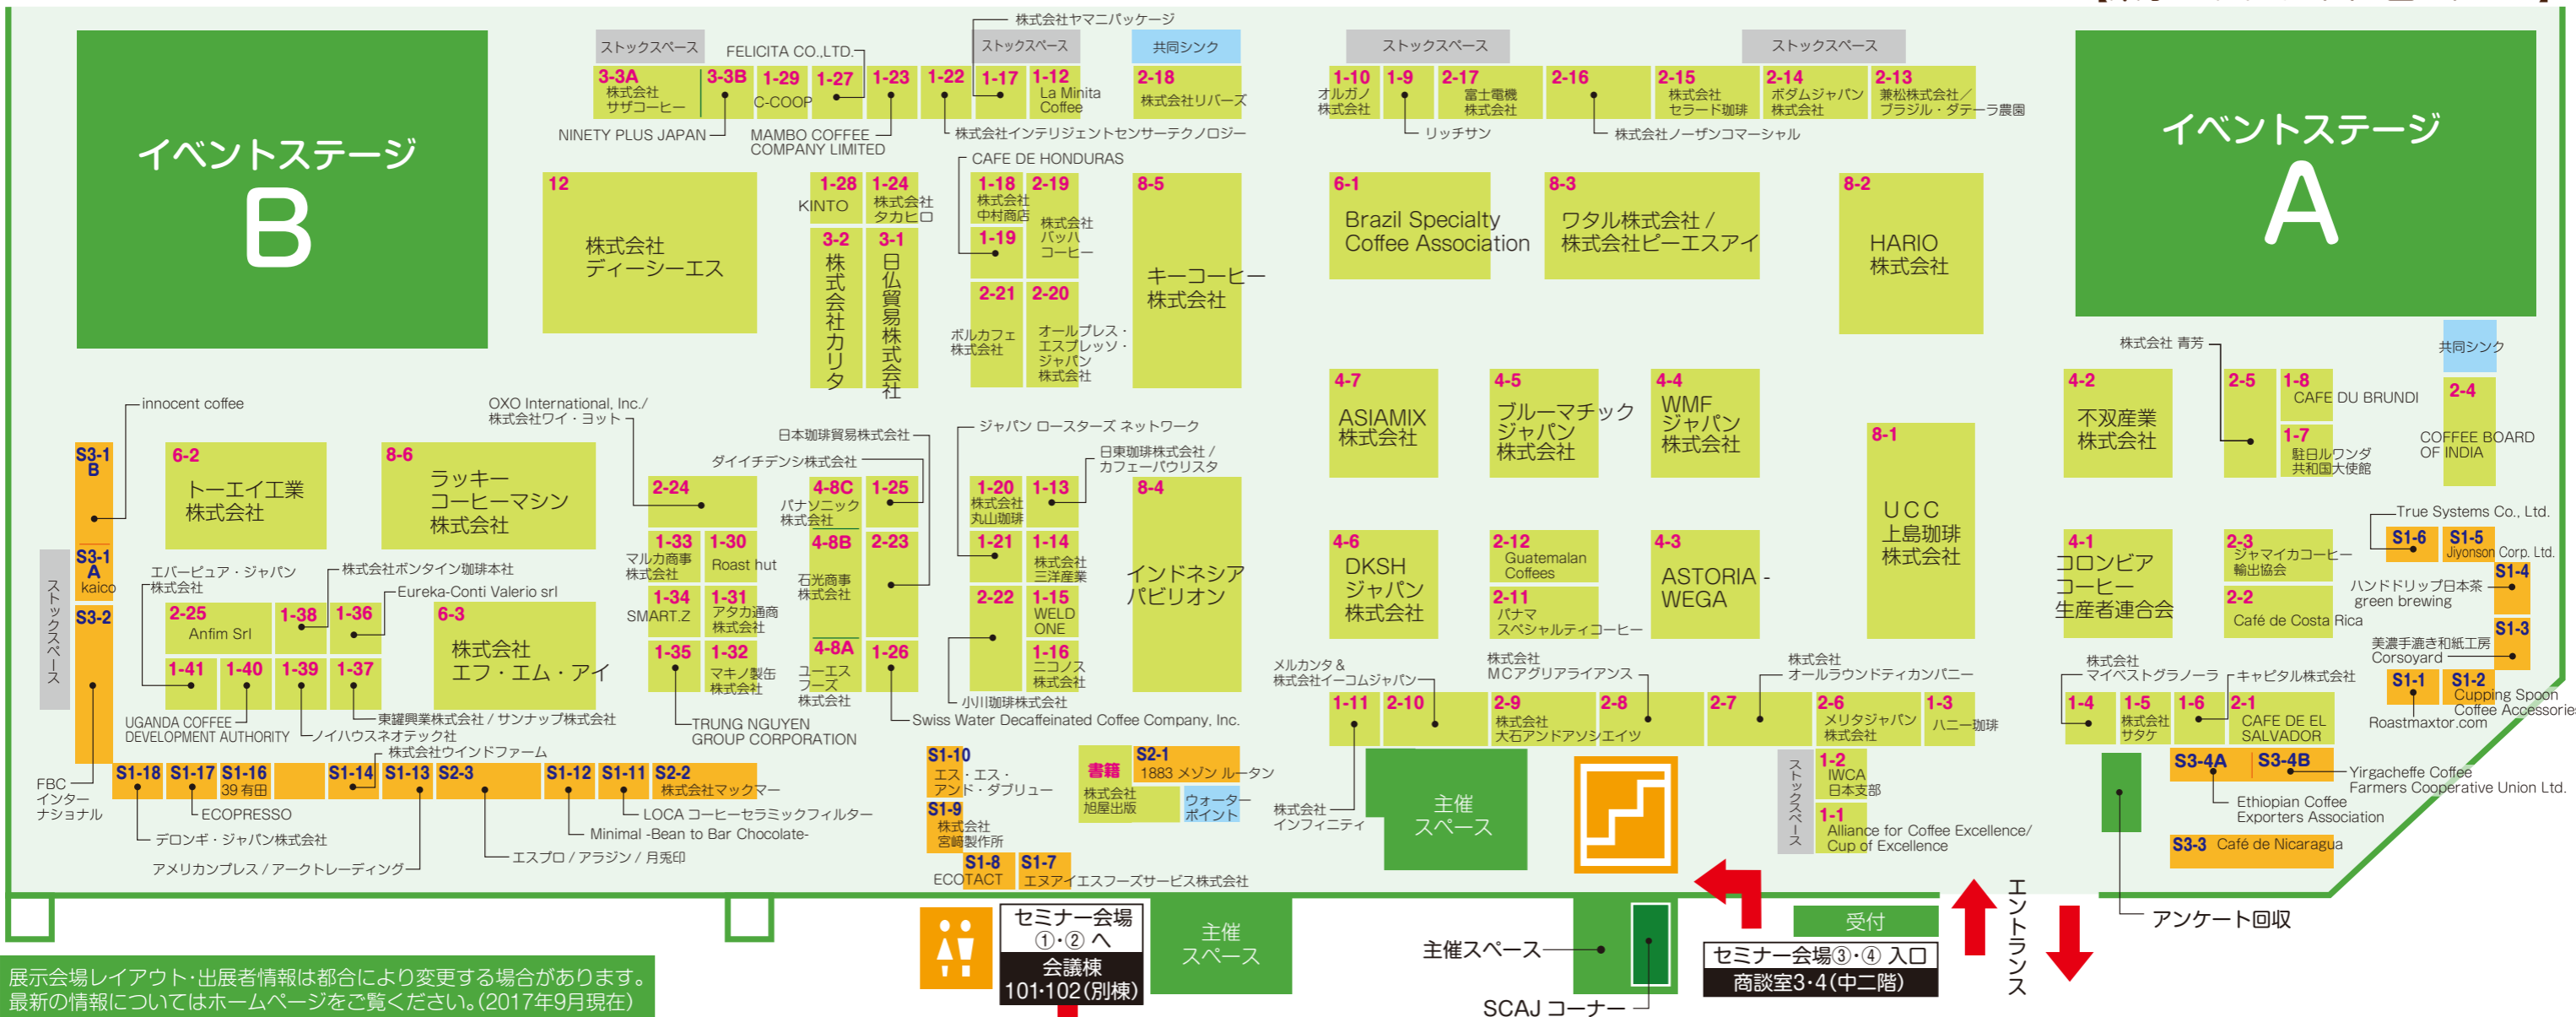 イベントステージ
B
ストックスペース
FELICITA CO.,LTD.
株式会社ヤマニパッケージ
ストックスペース
共同シンク
ストックスペース
ストックスペース
イベントステージ
A
3-3A
株式会社
サザコーヒー
3-3B
1-29
C-COOP
1-27
1-23
1-22
1-17
1-12
La Minita
Coffee
2-18
株式会社リバーズ
1-10
オルガノ
株式会社
1-9
2-17
富士電機
株式会社
2-16
2-15
株式会社
セラード珈琲
2-14
ボダムジャパン
株式会社
2-13
兼松株式会社／
ブラジル・ダテーラ農園
NINETY PLUS JAPAN
MAMBO COFFEE
COMPANY LIMITED
株式会社インテリジェントセンサーテクノロジー
リッチサン
株式会社ノーザンコマーシャル
CAFE DE HONDURAS
12
株式会社
ディーシーエス
1-28
KINTO
1-24
株式会社
タカヒロ
3-2
株式会社カリタ
3-1
日仏貿易株式会社
1-18
株式会社
中村商店
2-19
株式会社
バッハ
コーヒー
1-19
2-21
ボルカフェ
株式会社
2-20
オールプレス・
エスプレッソ・
ジャパン
株式会社
8-5
キーコーヒー
株式会社
6-1
Brazil Specialty
Coffee Association
8-3
ワタル株式会社 /
株式会社ピーエスアイ
8-2
HARIO
株式会社
株式会社 青芳
共同シンク
4-7
ASIAMIX
株式会社
4-5
ブルーマチック
ジャパン
株式会社
4-4
WMF
ジャパン
株式会社
8-1
UCC
上島珈琲
株式会社
4-2
不双産業
株式会社
2-5
1-8
CAFE DU BRUNDI
1-7
駐日ルワンダ
共和国大使館
2-4
COFFEE BOARD
OF INDIA
innocent coffee
OXO International, Inc./
株式会社ワイ・ヨット
日本珈琲貿易株式会社
ダイイチデンシ株式会社
ジャパン ロースターズ ネットワーク
日東珈琲株式会社 /
カフェーパウリスタ
S3-1
B
S3-1
A
kaico
S3-2
ストックスペース
6-2
トーエイ工業
株式会社
8-6
ラッキー
コーヒーマシン
株式会社
2-24
4-8C
パナソニック
株式会社
1-25
1-20
株式会社
丸山珈琲
1-13
8-4
インドネシア
パビリオン
1-33
マルカ商事
株式会社
1-30
Roast hut
4-8B
石光商事
株式会社
2-23
1-21
1-14
株式会社
三洋産業
1-34
SMART.Z
1-31
アタカ通商
株式会社
2-22
1-15
WELD
ONE
1-35
1-32
マキノ製缶
株式会社
4-8A
ユーエス
フーズ
株式会社
1-26
1-16
ニコノス
株式会社
小川珈琲株式会社
Swiss Water Decaffeinated Coffee Company, Inc.
TRUNG NGUYEN
GROUP CORPORATION
エバーピュア・ジャパン
株式会社
株式会社ボンタイン珈琲本社
Eureka-Conti Valerio srl
2-25
Anfim Srl
1-38
1-36
6-3
株式会社
エフ・エム・アイ
1-41
1-40
1-39
1-37
UGANDA COFFEE
DEVELOPMENT AUTHORITY
東罐興業株式会社 / サンナップ株式会社
ノイハウスネオテック社
株式会社ウインドファーム
4-6
DKSH
ジャパン
株式会社
2-12
Guatemalan
Coffees
2-11
パナマ
スペシャルティコーヒー
4-3
ASTORIA -
WEGA
4-1
コロンビア
コーヒー
生産者連合会
2-3
ジャマイカコーヒー
輸出協会
2-2
Café de Costa Rica
True Systems Co., Ltd.
S1-6
S1-5
Jiyonson Corp. Ltd.
S1-4
ハンドドリップ日本茶
green brewing
S1-3
美濃手漉き和紙工房
Corsoyard
S1-1
S1-2
Cupping Spoon
Coffee Accessories
Roastmaxtor.com
メルカンタ &
株式会社イーコムジャパン
株式会社
MCアグリアライアンス
株式会社
オールラウンドティカンパニー
株式会社
マイベストグラノーラ
キャピタル株式会社
1-11
2-10
2-9
株式会社
大石アンドアソシエイツ
2-8
2-7
2-6
メリタジャパン
株式会社
1-3
ハニー珈琲
1-4
1-5
株式会社
サタケ
1-6
2-1
CAFE DE EL
SALVADOR
FBC
インター
ナショナル
S1-18
S1-17
S1-16
39 有田
S1-14
S1-13
S2-3
S1-12
S1-11
S2-2
株式会社マックマー
ECOPRESSO
デロンギ・ジャパン株式会社
アメリカンプレス / アークトレーディング
エスプロ / アラジン / 月兎印
Minimal -Bean to Bar Chocolate-
LOCA コーヒーセラミックフィルター
S1-10
エス・エス・
アンド・ダブリュー
S1-9
株式会社
宮﨑製作所
S1-8
ECOTACT
S1-7
エヌアイエスフーズサービス株式会社
書籍
株式会社
旭屋出版
S2-1
1883 メゾン ルータン
ウォーター
ポイント
株式会社
インフィニティ
主催
スペース
ストックスペース
1-2
IWCA
日本支部
1-1
Alliance for Coffee Excellence/
Cup of Excellence
S3-4A
S3-4B
Yirgacheffe Coffee
Farmers Cooperative Union Ltd.
Ethiopian Coffee
Exporters Association
S3-3 Café de Nicaragua
アンケート回収
エントランス
受付
セミナー会場③・④ 入口
商談室3・4(中二階)
主催スペース
SCAJ コーナー
主催
スペース
セミナー会場
①・② へ
会議棟
101・102(別棟)
展示会場レイアウト・出展者情報は都合により変更する場合があります。
最新の情報についてはホームページをご覧ください。(2017年9月現在)